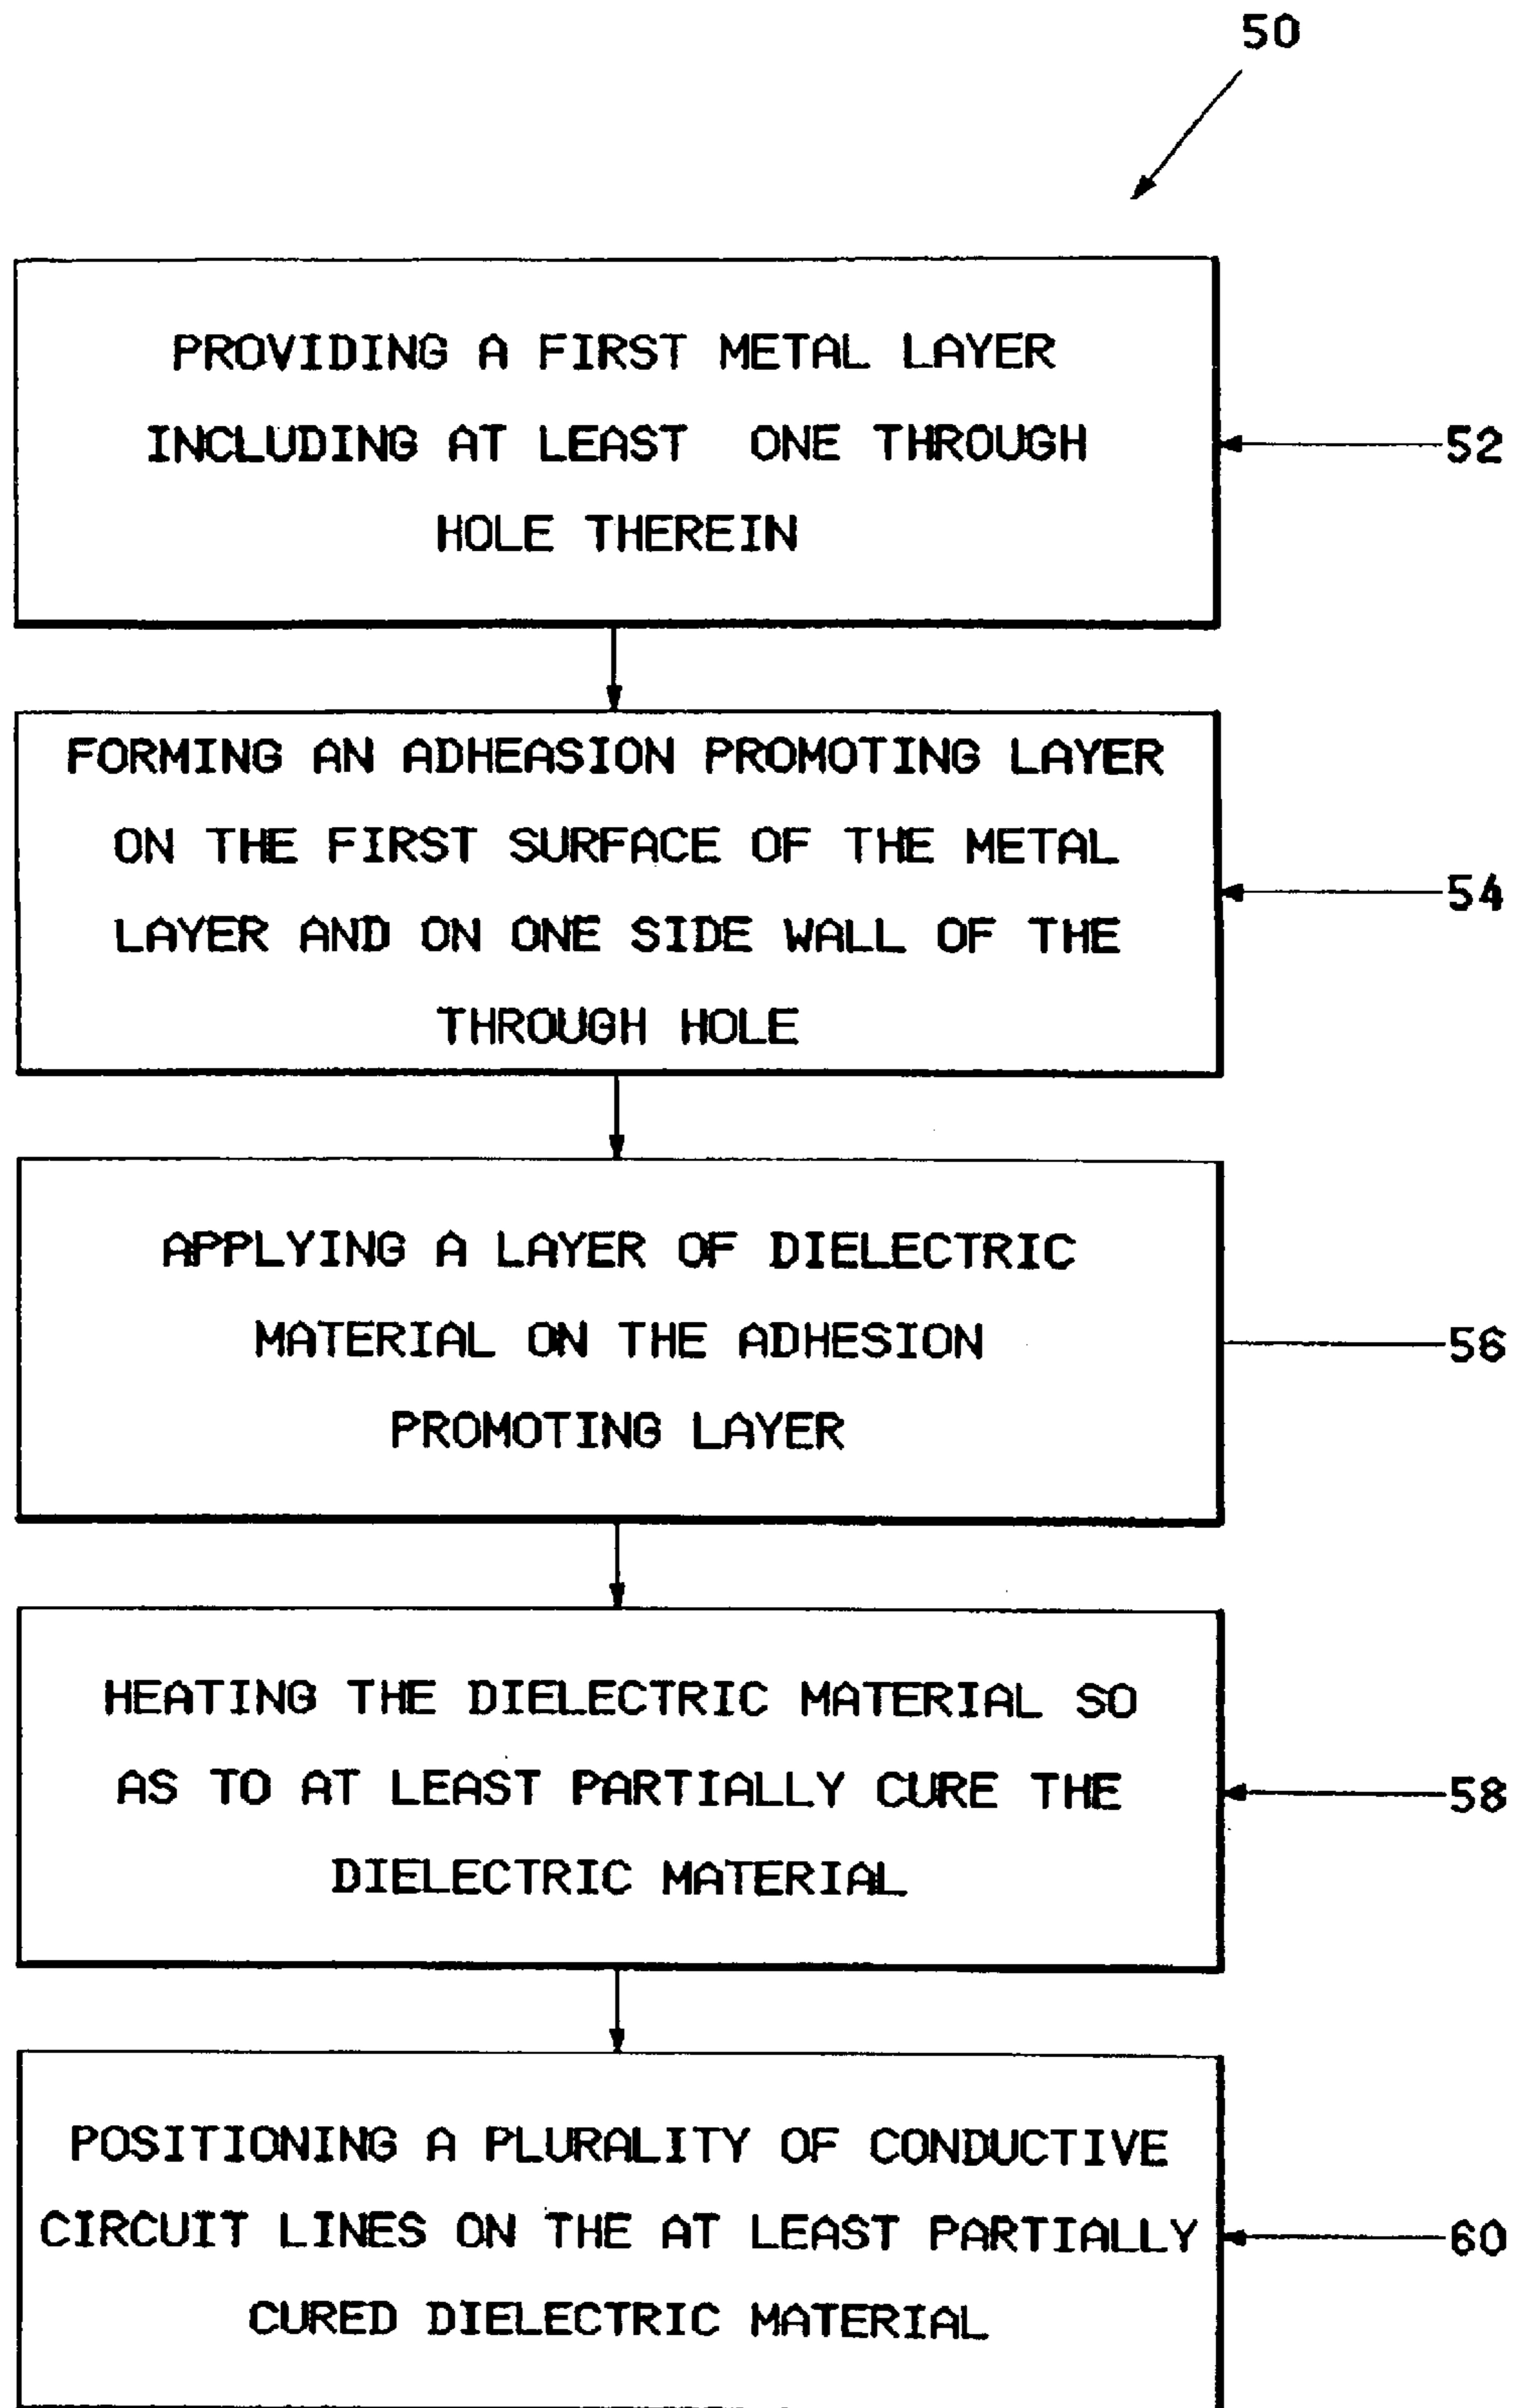 50
PROVIDING A FIRST METAL LAYER
INCLUDING AT LEAST ONE THROUGH
HOLE THEREIN
52
FORMING AN ADHEASION PROMOTING LAYER
ON THE FIRST SURFACE OF THE METAL
LAYER AND ON ONE SIDE WALL OF THE
THROUGH HOLE
54
APPLYING A LAYER OF DIELECTRIC
MATERIAL ON THE ADHESION
PROMOTING LAYER
56
HEATING THE DIELECTRIC MATERIAL SO
AS TO AT LEAST PARTIALLY CURE THE
DIELECTRIC MATERIAL
58
POSITIONING A PLURALITY OF CONDUCTIVE
CIRCUIT LINES ON THE AT LEAST PARTIALLY
CURED DIELECTRIC MATERIAL
60